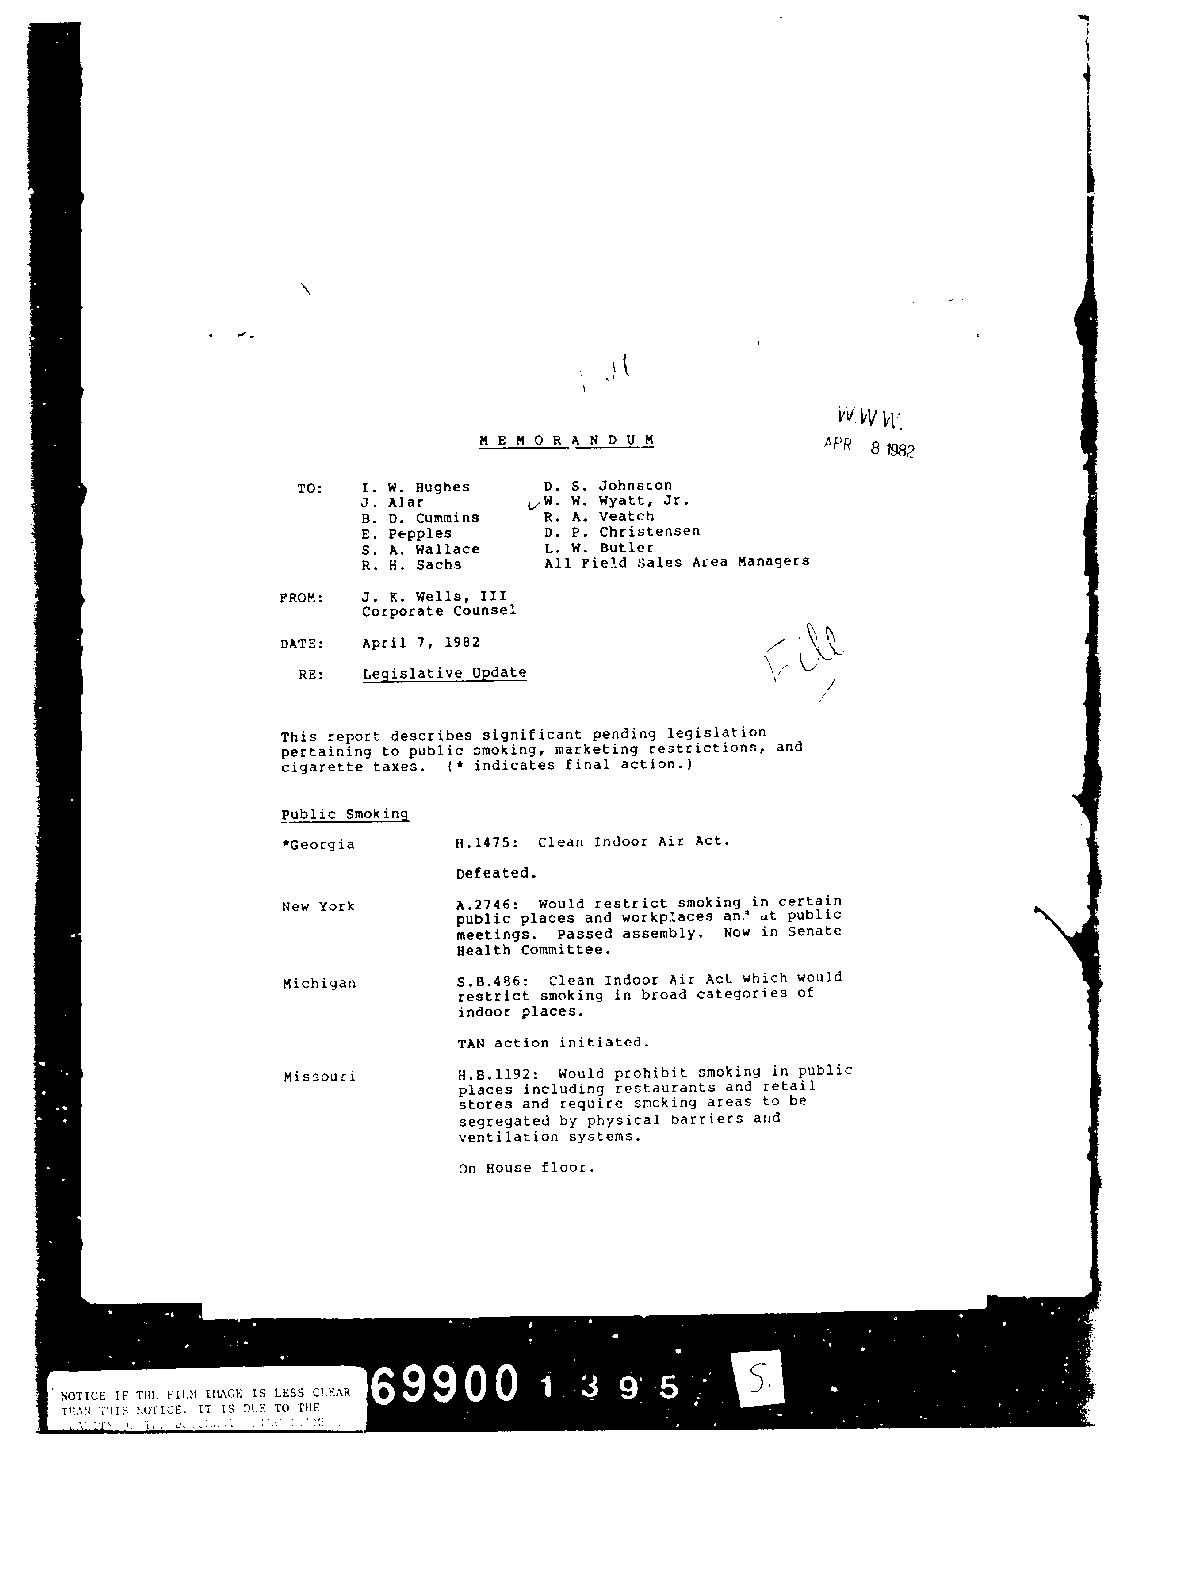 W.W.W.
M E M O R A N D U M
APR 8 1982
TO: I. W. Hughes D. S. Johnston
J. Alar W. W. Wyatt, Jr.
B. D. Cummins R. A. Veatch
E. Pepples D. P. Christensen
S. A. Wallace L. W. Butler
R. H. Sachs All Field Sales Area Managers
FROM: J. K. Wells, III
Corporate Counsel
DATE: April 7, 1982
File
RE: Legislative Update
This report describes significant pending legislation
pertaining to public smoking, marketing restrictions, and
cigarette taxes. (* indicates final action.)
Public Smoking
*Georgia H.1475: Clean Indoor Air Act.
Defeated.
New York A.2746: Would restrict smoking in certain
public places and workplaces and at public
meetings. Passed assembly. Now in Senate
Health Committee.
Michigan S.B.486: Clean Indoor Air Act which would
restrict smoking in broad categories of
indoor places.
TAN action initiated.
Missouri H.B.1192: Would prohibit smoking in public
places including restaurants and retail
stores and require smoking areas to be
segregated by physical barriers and
ventilation systems.
On House floor.
69900 1395 S.
NOTICE IF THE FILM IMAGE IS LESS CLEAR
THAN THIS NOTICE. IT IS DUE TO THE